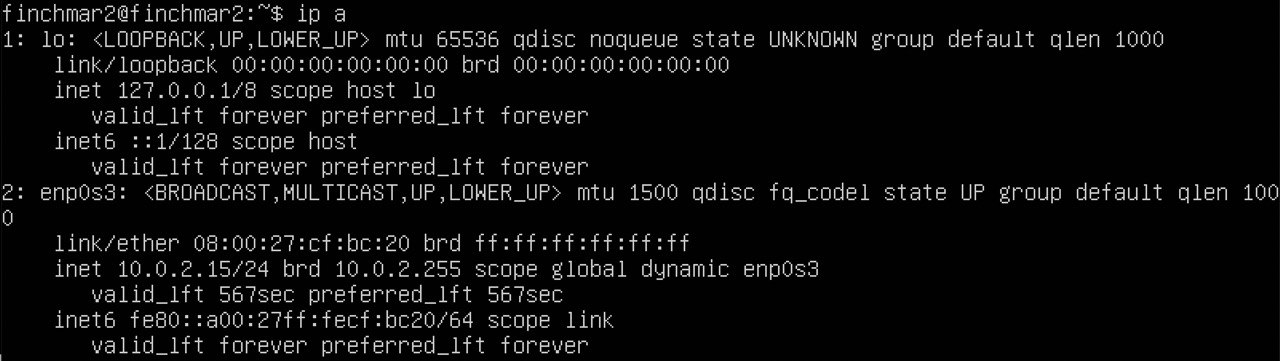 finchmar2@finchmar2:~$ ip a
1: lo: <LOOPBACK,UP,LOWER_UP> mtu 65536 qdisc noqueue state UNKNOWN group default qlen 1000
    link/loopback 00:00:00:00:00:00 brd 00:00:00:00:00:00
    inet 127.0.0.1/8 scope host lo
       valid_lft forever preferred_lft forever
    inet6 ::1/128 scope host
       valid_lft forever preferred_lft forever
2: enp0s3: <BROADCAST,MULTICAST,UP,LOWER_UP> mtu 1500 qdisc fq_codel state UP group default qlen 100
0
    link/ether 08:00:27:cf:bc:20 brd ff:ff:ff:ff:ff:ff
    inet 10.0.2.15/24 brd 10.0.2.255 scope global dynamic enp0s3
       valid_lft 567sec preferred_lft 567sec
    inet6 fe80::a00:27ff:fecf:bc20/64 scope link
       valid_lft forever preferred_lft forever